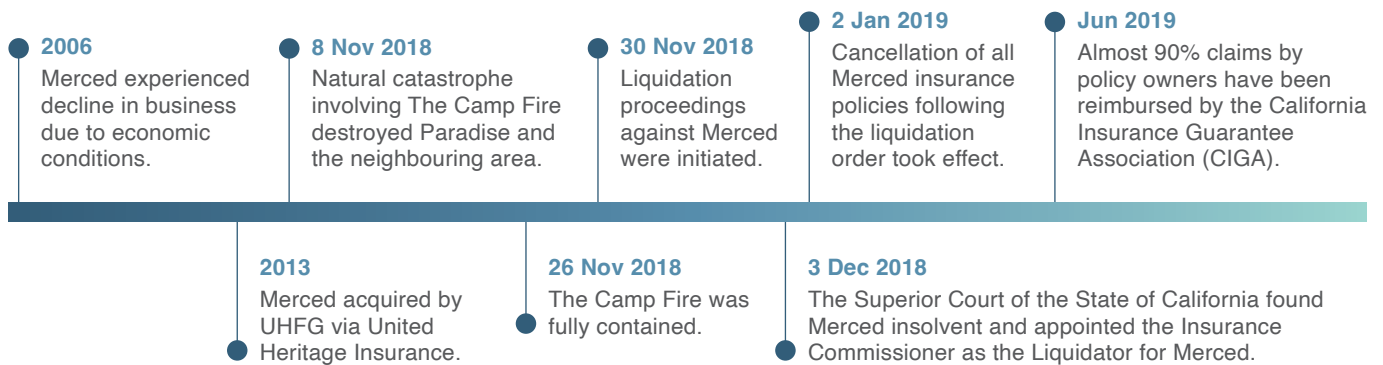 2006
Merced experienced
decline in business
due to economic
conditions.
8 Nov 2018
Natural catastrophe
involving The Camp Fire
destroyed Paradise and
the neighbouring area.
30 Nov 2018
Liquidation
proceedings
against Merced
were initiated.
2 Jan 2019
Cancellation of all
Merced insurance
policies following
the liquidation
order took effect.
Jun 2019
Almost 90% claims by
policy owners have been
reimbursed by the California
Insurance Guarantee
Association (CIGA).
2013
Merced acquired by
UHFG via United
Heritage Insurance.
26 Nov 2018
The Camp Fire was
fully contained.
3 Dec 2018
The Superior Court of the State of California found
Merced insolvent and appointed the Insurance
Commissioner as the Liquidator for Merced.